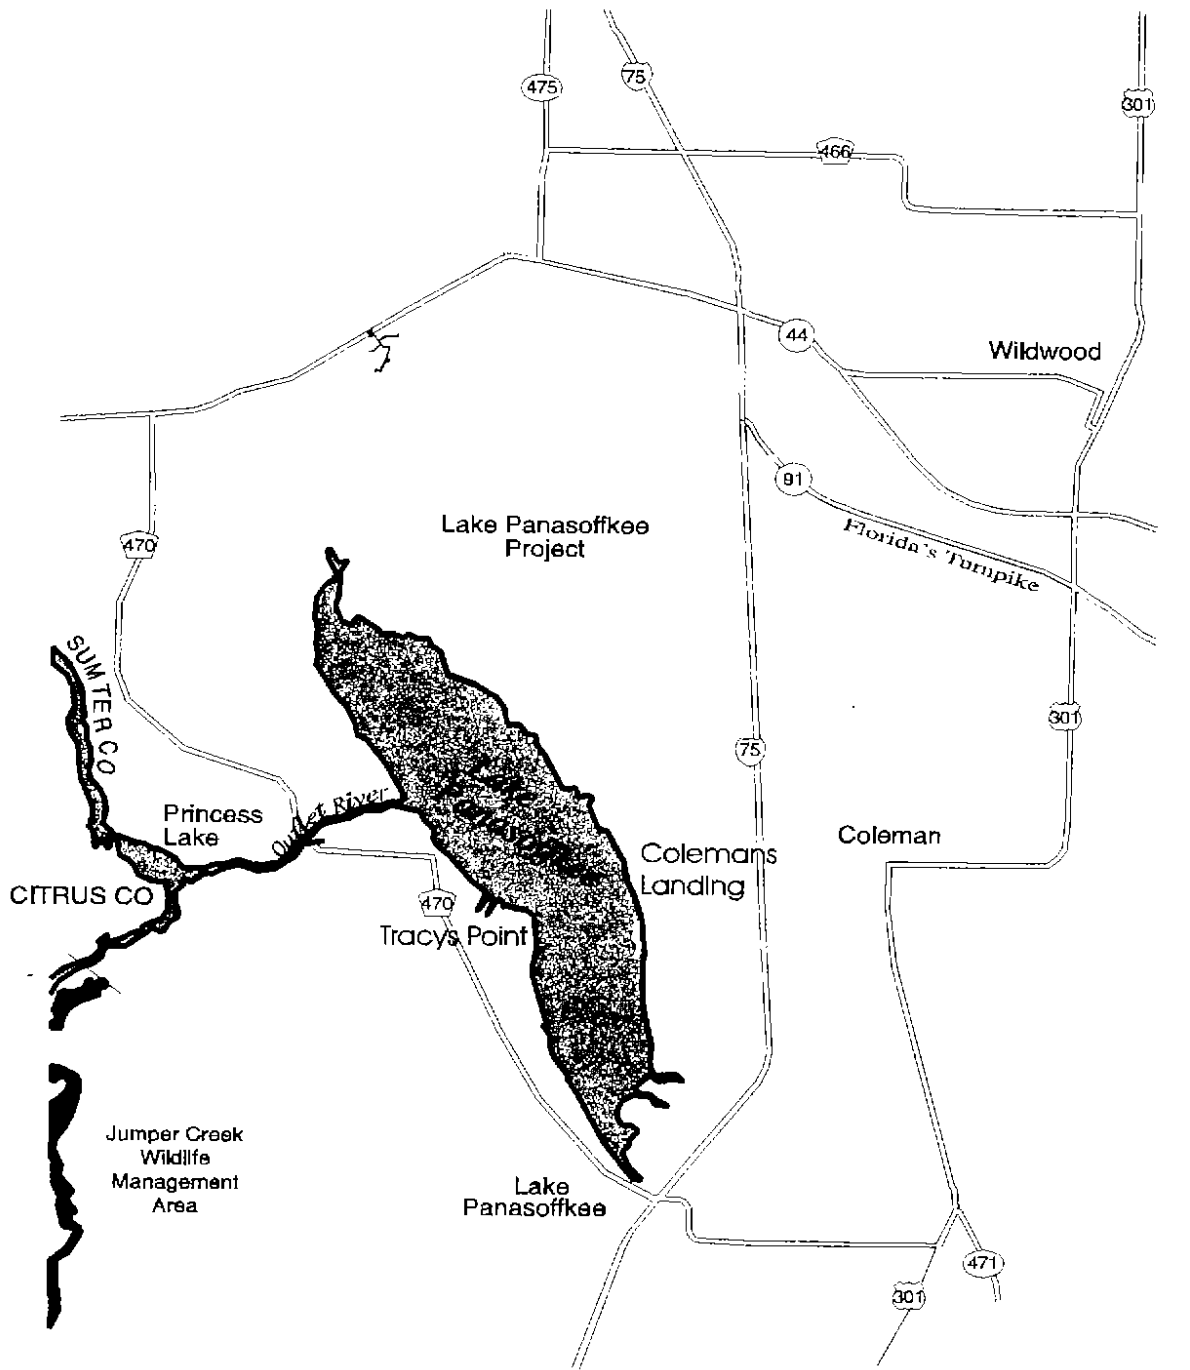 475
75
301
466
44
Wildwood
91
Florida's Turnpike
Lake Panasoffkee
Project
470
SUMTER CO
301
75
Princess
Lake
Outlet River
Lake
Coleman
Colemans
Landing
CITRUS CO
470
Tracys Point
Jumper Creek
Wildlife
Management
Area
Lake
Panasoffkee
471
301